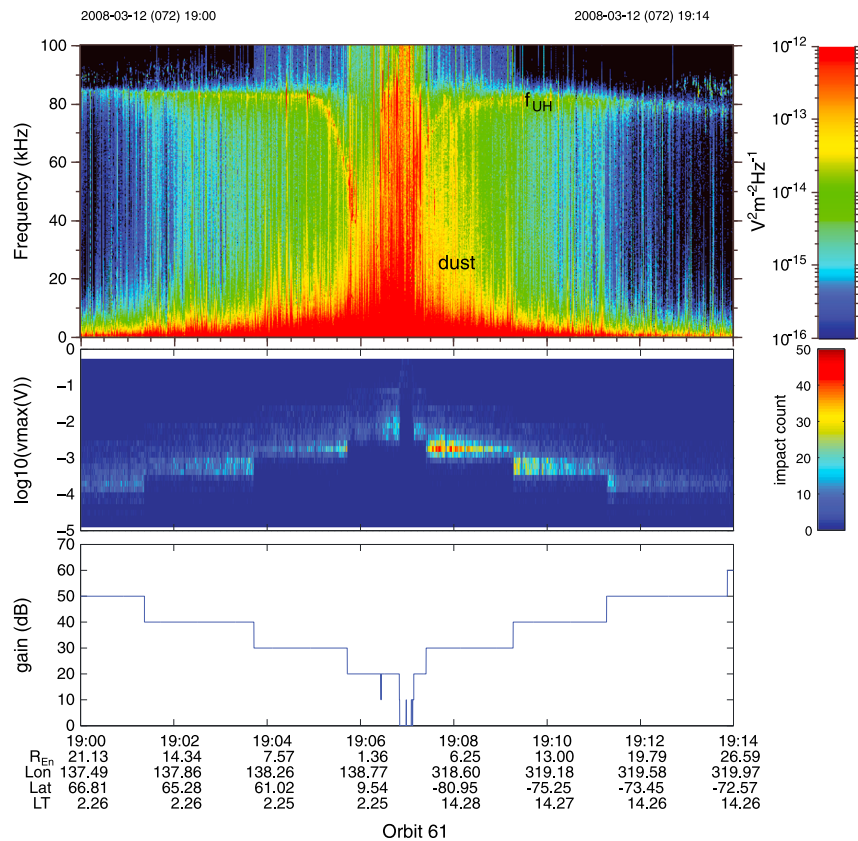 2008-03-12 (072) 19:00 2008-03-12 (072) 19:14
100
80
60
40
20
0
Frequency (kHz)
f UH
dust
10-12
10-13
10-14
10-15
10-16
V2m-2Hz-1
0
−1
−2
−3
−4
−5
log10(vmax(V))
50
40
30
20
10
0
impact count
70
60
50
40
30
20
10
0
gain (dB)
19:00 19:02 19:04 19:06 19:08 19:10 19:12 19:14
REn 21.13 14.34 7.57 1.36 6.25 13.00 19.79 26.59
Lon 137.49 137.86 138.26 138.77 318.60 319.18 319.58 319.97
Lat 66.81 65.28 61.02 9.54 -80.95 -75.25 -73.45 -72.57
LT 2.26 2.26 2.25 2.25 14.28 14.27 14.26 14.26
Orbit 61